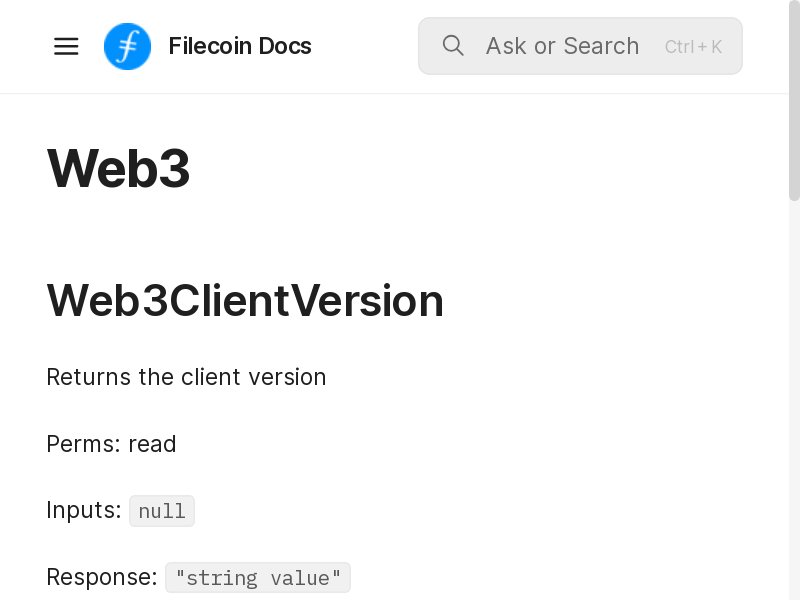 Filecoin Docs
Ask or Search Ctrl + K
Web3
Web3ClientVersion
Returns the client version
Perms: read
Inputs: null
Response: "string value"